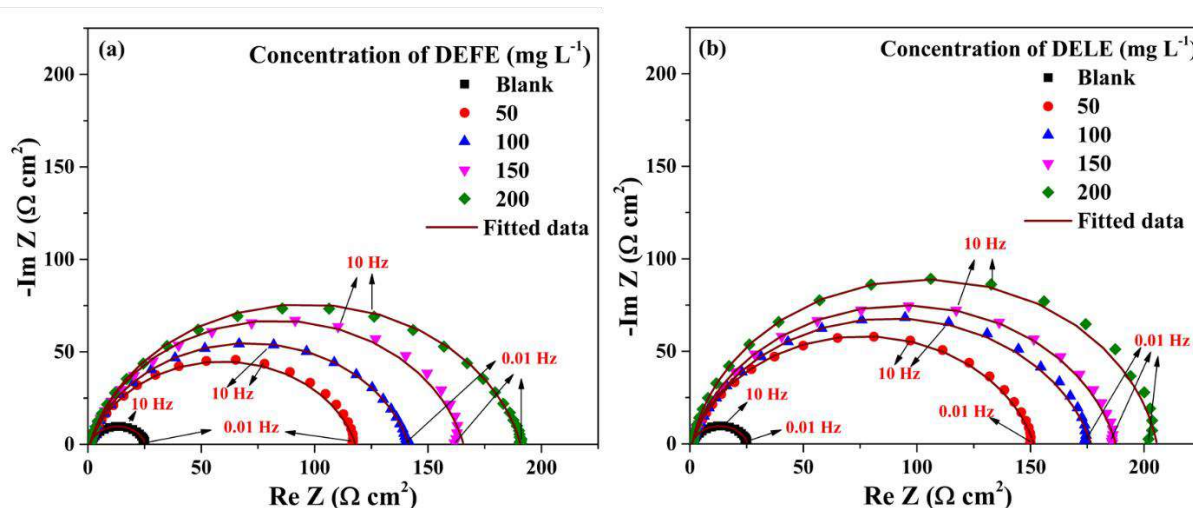 (a)
Concentration of DEFE (mg L⁻¹)
Blank
50
100
150
200
Fitted data
10 Hz
0.01 Hz
10 Hz
10 Hz
0.01 Hz
-Im Z (Ω cm²)
200
150
100
50
0
0 50 100 150 200
Re Z (Ω cm²)
(b)
Concentration of DELE (mg L⁻¹)
Blank
50
100
150
200
Fitted data
10 Hz
0.01 Hz
10 Hz
10 Hz
0.01 Hz
0.01 Hz
-Im Z (Ω cm²)
200
150
100
50
0
0 50 100 150 200
Re Z (Ω cm²)